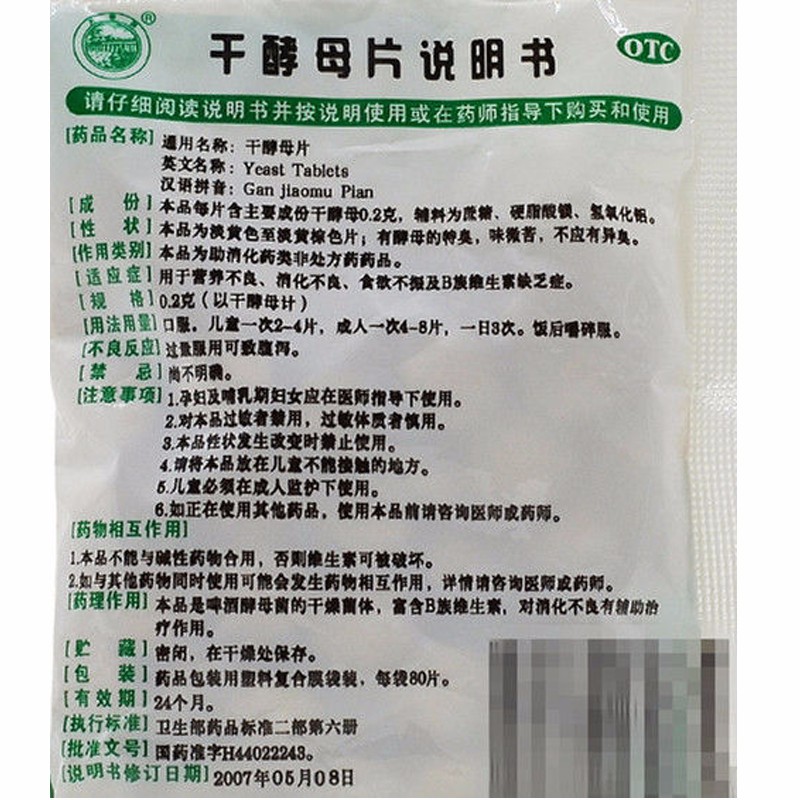 干酵母片说明书
OTC
请仔细阅读说明书并按说明使用或在药师指导下购买和使用
[药品名称] 通用名称：干酵母片
英文名称：Yeast Tablets
汉语拼音：Gan jiaomu Pian
[成 份] 本品每片含主要成份干酵母0.2克，辅料为蔗糖、硬脂酸镁、氢氧化铝。
[性 状] 本品为淡黄色至淡黄棕色片；有酵母的特臭，味微苦，不应有异臭。
[作用类别] 本品为助消化药类非处方药药品。
[适应症] 用于营养不良、消化不良、食欲不振及B族维生素缺乏症。
[规 格] 0.2克（以干酵母计）
[用法用量] 口服。儿童一次2-4片，成人一次4-8片，一日3次。饭后嚼碎服。
[不良反应] 过量服用可致腹泻。
[禁 忌] 尚不明确。
[注意事项] 1.孕妇及哺乳期妇女应在医师指导下使用。
2.对本品过敏者禁用，过敏体质者慎用。
3.本品性状发生改变时禁止使用。
4.请将本品放在儿童不能接触的地方。
5.儿童必须在成人监护下使用。
6.如正在使用其他药品，使用本品前请咨询医师或药师。
[药物相互作用]
1.本品不能与碱性药物合用，否则维生素可被破坏。
2.如与其他药物同时使用可能会发生药物相互作用，详情请咨询医师或药师。
[药理作用] 本品是啤酒酵母菌的干燥菌体，富含B族维生素，对消化不良有辅助治
疗作用。
[贮 藏] 密闭，在干燥处保存。
[包 装] 药品包装用塑料复合膜袋装，每袋80片。
[有效期] 24个月。
[执行标准] 卫生部药品标准二部第六册
[批准文号] 国药准字H44022243。
[说明书修订日期] 2007年05月08日